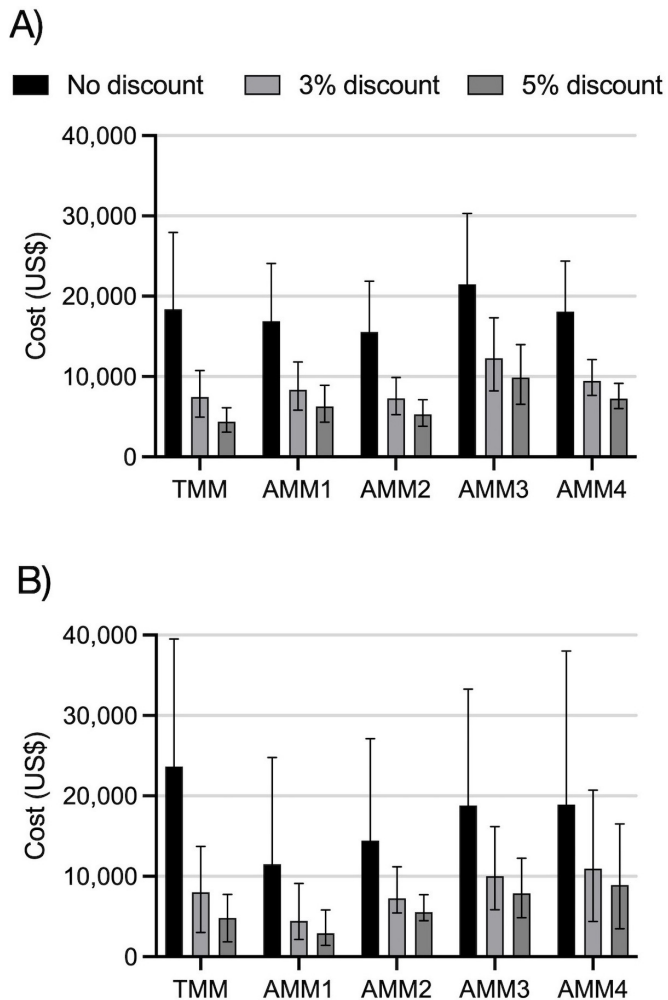 A)
No discount 3% discount 5% discount
40,000
30,000
20,000
10,000
0
Cost (US$)
TMM AMM1 AMM2 AMM3 AMM4
B)
40,000
30,000
20,000
10,000
0
Cost (US$)
TMM AMM1 AMM2 AMM3 AMM4